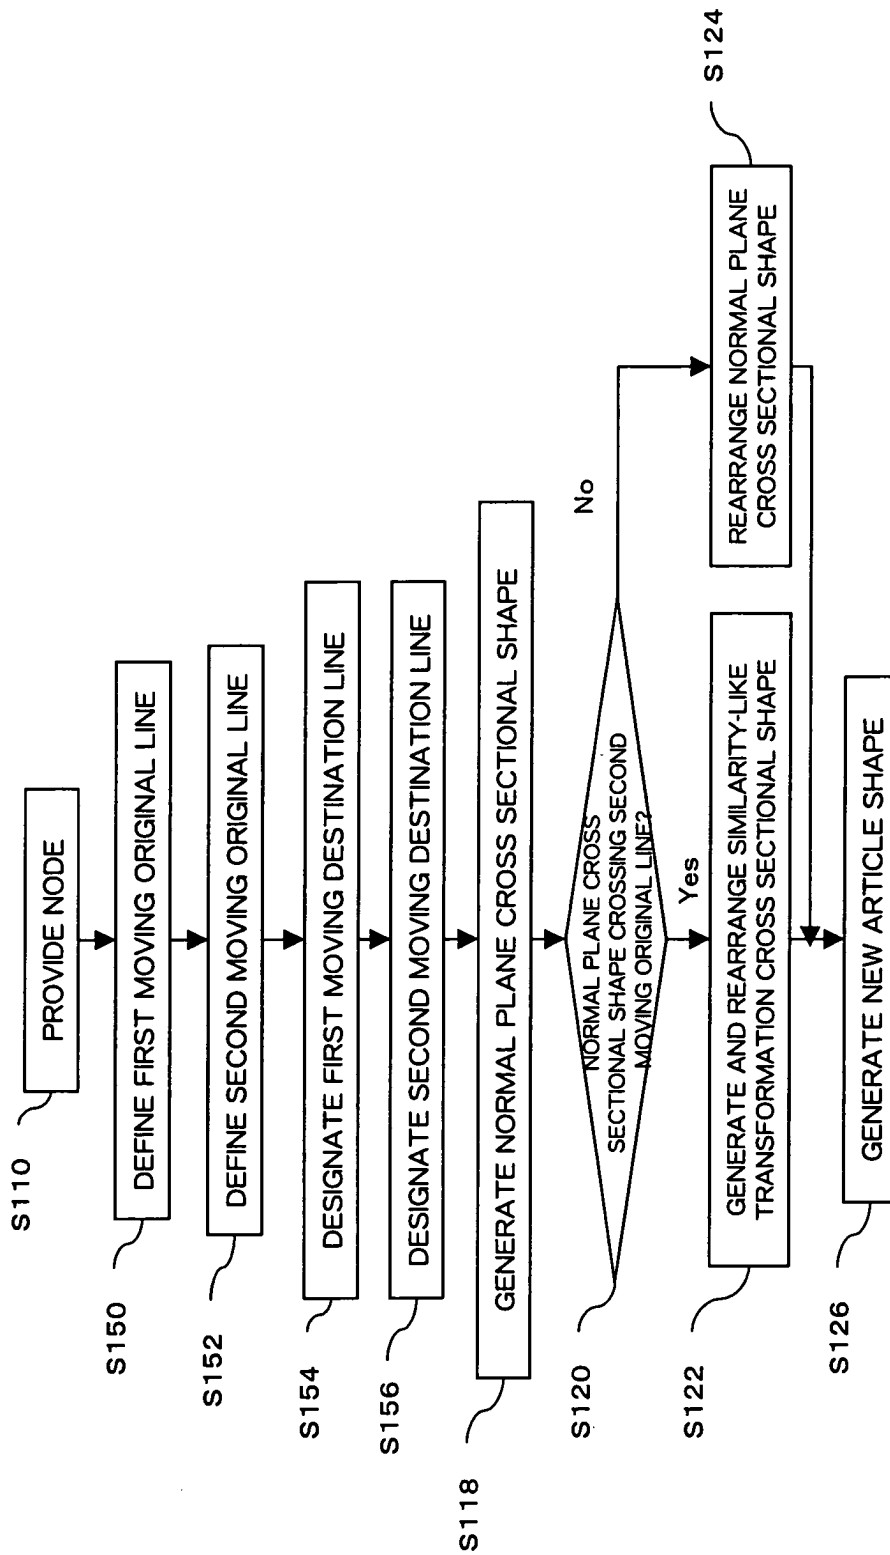 S110
PROVIDE NODE
S150
DEFINE FIRST MOVING ORIGINAL LINE
S152
DEFINE SECOND MOVING ORIGINAL LINE
S154
DESIGNATE FIRST MOVING DESTINATION LINE
S156
DESIGNATE SECOND MOVING DESTINATION LINE
S118
GENERATE NORMAL PLANE CROSS SECTIONAL SHAPE
S120
NORMAL PLANE CROSS
SECTIONAL SHAPE CROSSING SECOND
MOVING ORIGINAL LINE?
No
Yes
S122
GENERATE AND REARRANGE SIMILARITY-LIKE
TRANSFORMATION CROSS SECTIONAL SHAPE
S124
REARRANGE NORMAL PLANE
CROSS SECTIONAL SHAPE
S126
GENERATE NEW ARTICLE SHAPE